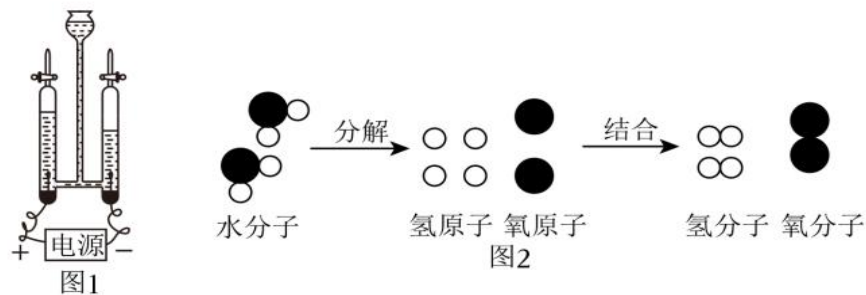 分解
结合
水分子
氢原子 氧原子
氢分子 氧分子
+ 电源 −
图1
图2